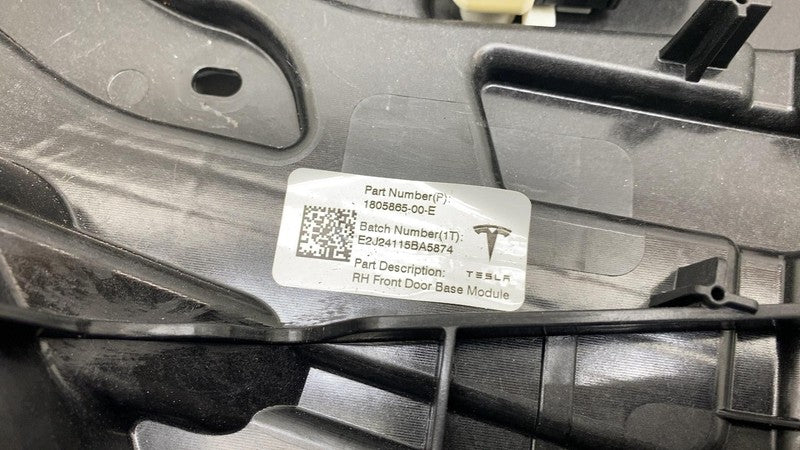 Part Number(P):
1805865-00-E
Batch Number(1T):
E2J24115BA5874
Part Description:
RH Front Door Base Module
TESLA